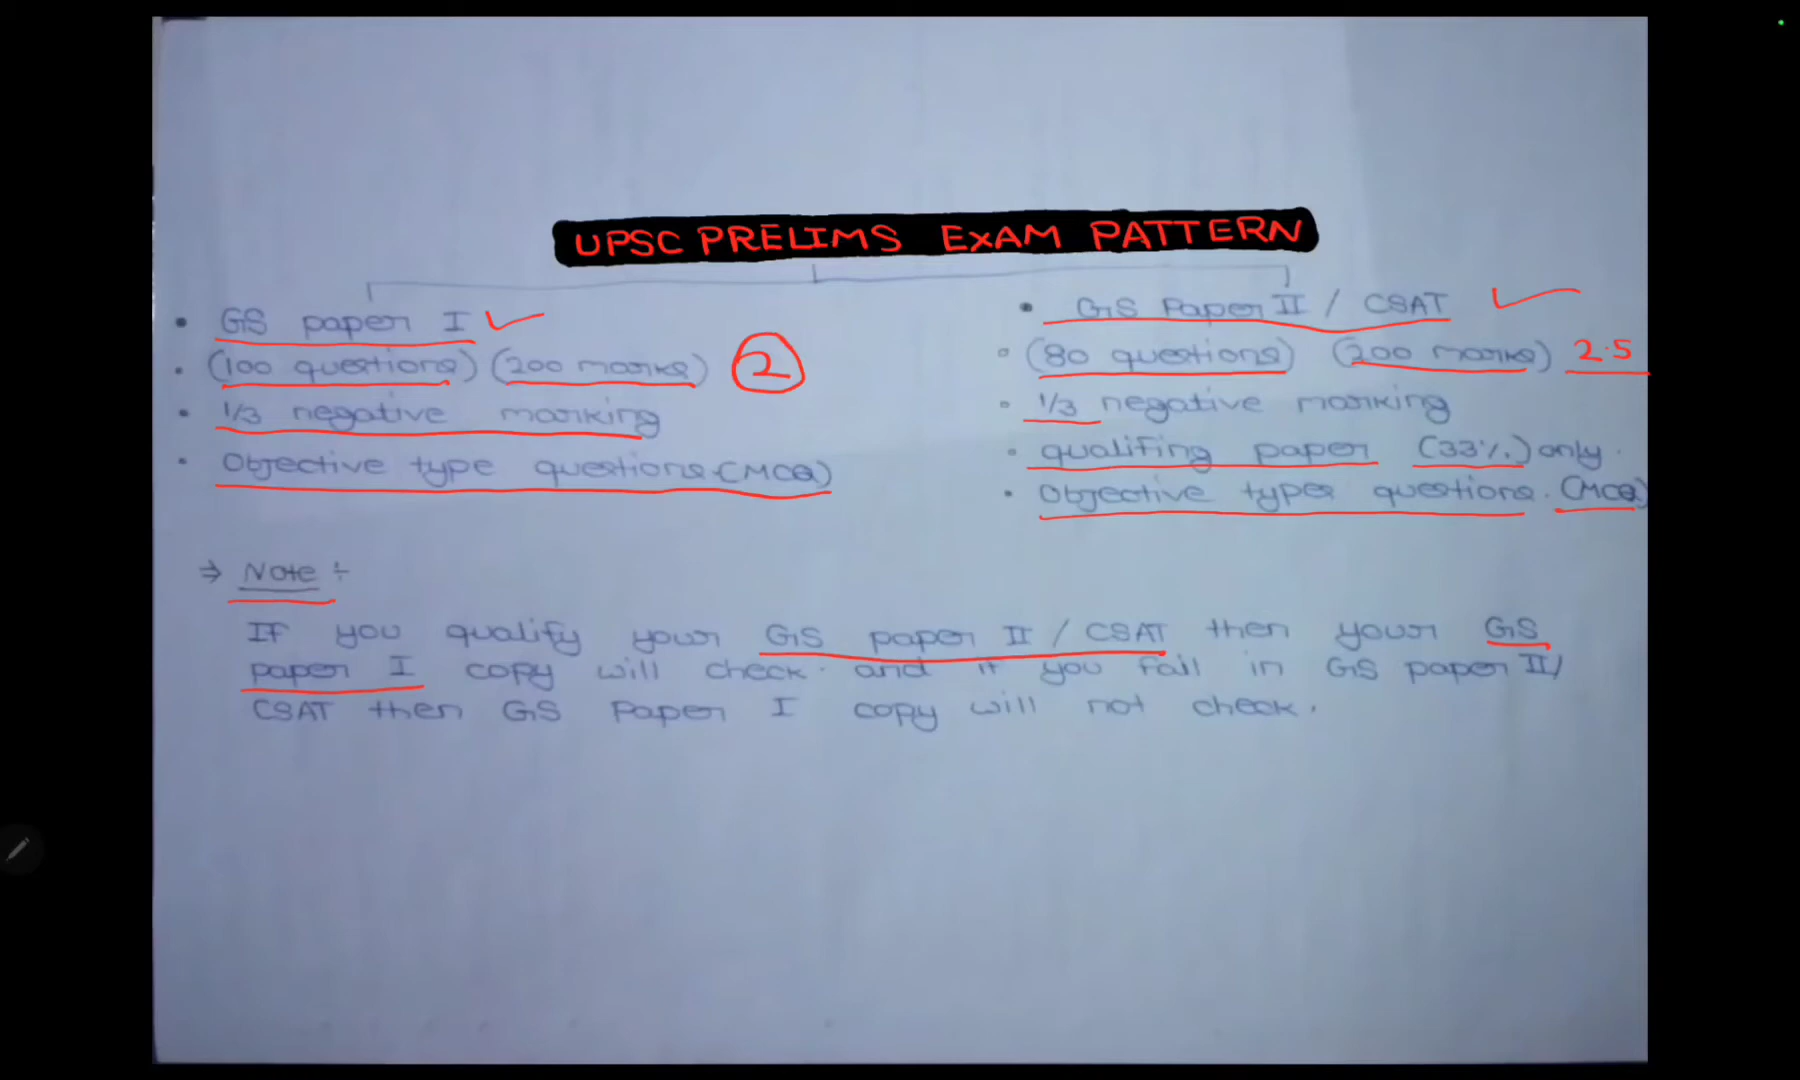 UPSC PRELIMS EXAM PATTERN
• GS paper I
• (100 questions) (200 marks) 2
• 1/3 negative marking
• Objective type questions (MCQ)
• GS Paper II / CSAT
• (80 questions) (200 marks) 2.5
• 1/3 negative marking
• qualifing paper (33%) only.
• Objective types questions. (MCQ)
⇒ Note :-
If you qualify your GS paper II / CSAT then your GS
paper I copy will check. and if you fail in GS paper II/
CSAT then GS Paper I copy will not check.